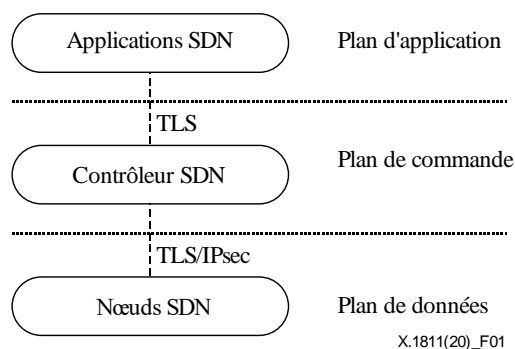 Applications SDN
Plan d'application
TLS
Contrôleur SDN
Plan de commande
TLS/IPsec
Nœuds SDN
Plan de données
X.1811(20)_F01